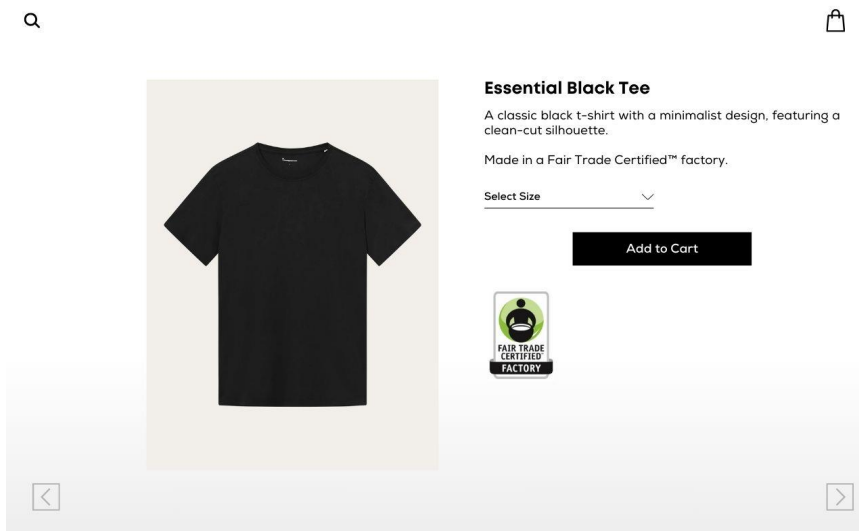 Essential Black Tee
A classic black t-shirt with a minimalist design, featuring a
clean-cut silhouette.
Made in a Fair Trade Certified™ factory.
Select Size
Add to Cart
FAIR TRADE
CERTIFIED
FACTORY